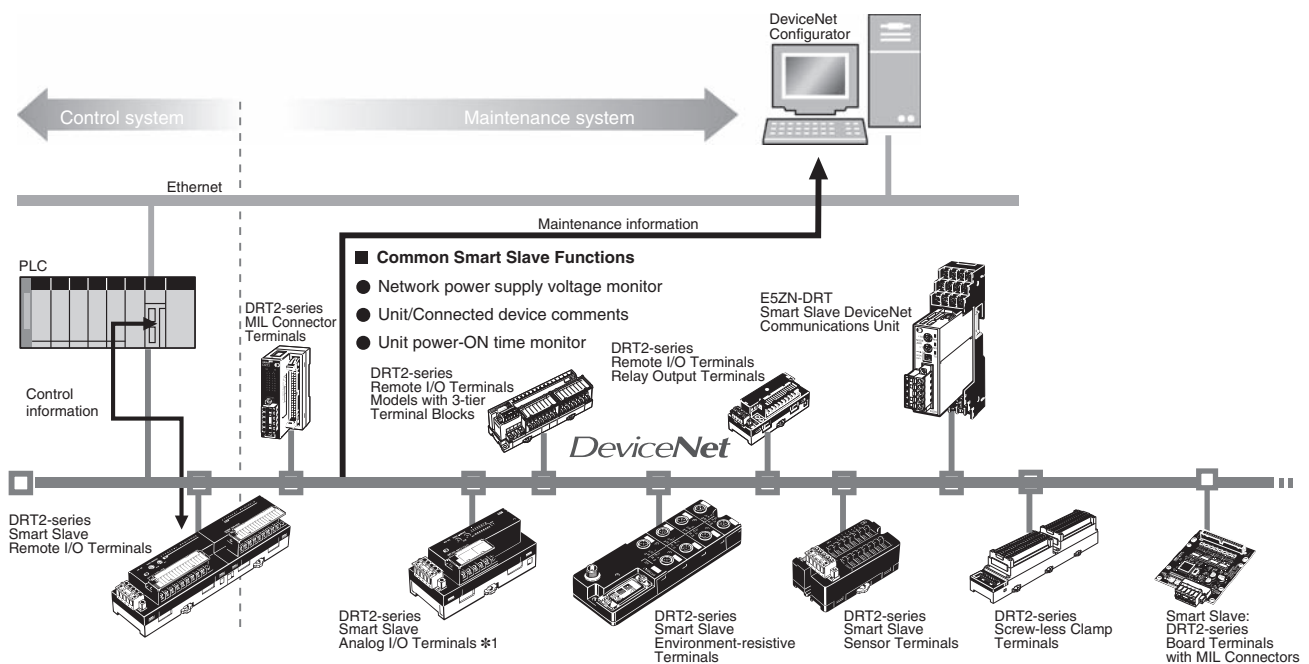 DeviceNet
Configurator
Control system
Maintenance system
Ethernet
Maintenance information
■ Common Smart Slave Functions
● Network power supply voltage monitor
● Unit/Connected device comments
● Unit power-ON time monitor
PLC
DRT2-series
MIL Connector
Terminals
E5ZN-DRT
Smart Slave DeviceNet
Communications Unit
DRT2-series
Remote I/O Terminals
Relay Output Terminals
DRT2-series
Remote I/O Terminals
Models with 3-tier
Terminal Blocks
Control
information
DeviceNet
DRT2-series
Smart Slave
Remote I/O Terminals
DRT2-series
Smart Slave
Analog I/O Terminals *1
DRT2-series
Smart Slave
Environment-resistive
Terminals
DRT2-series
Smart Slave
Sensor Terminals
DRT2-series
Screw-less Clamp
Terminals
Smart Slave:
DRT2-series
Board Terminals
with MIL Connectors